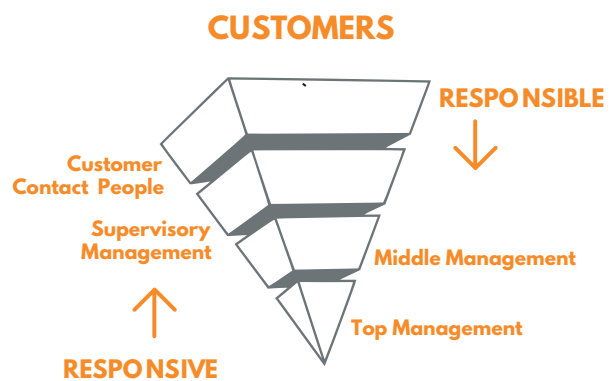 CUSTOMERS
RESPONSIBLE
Customer
Contact People
Supervisory
Management
Middle Management
Top Management
RESPONSIVE